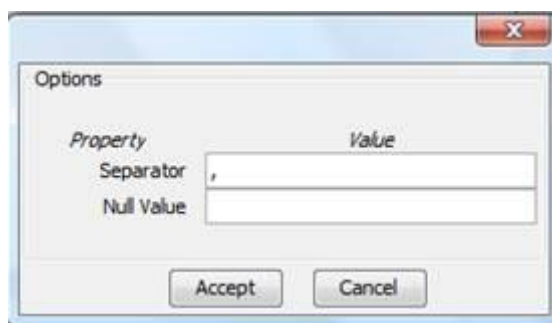 Options
Property Value
Separator ,
Null Value
Accept Cancel